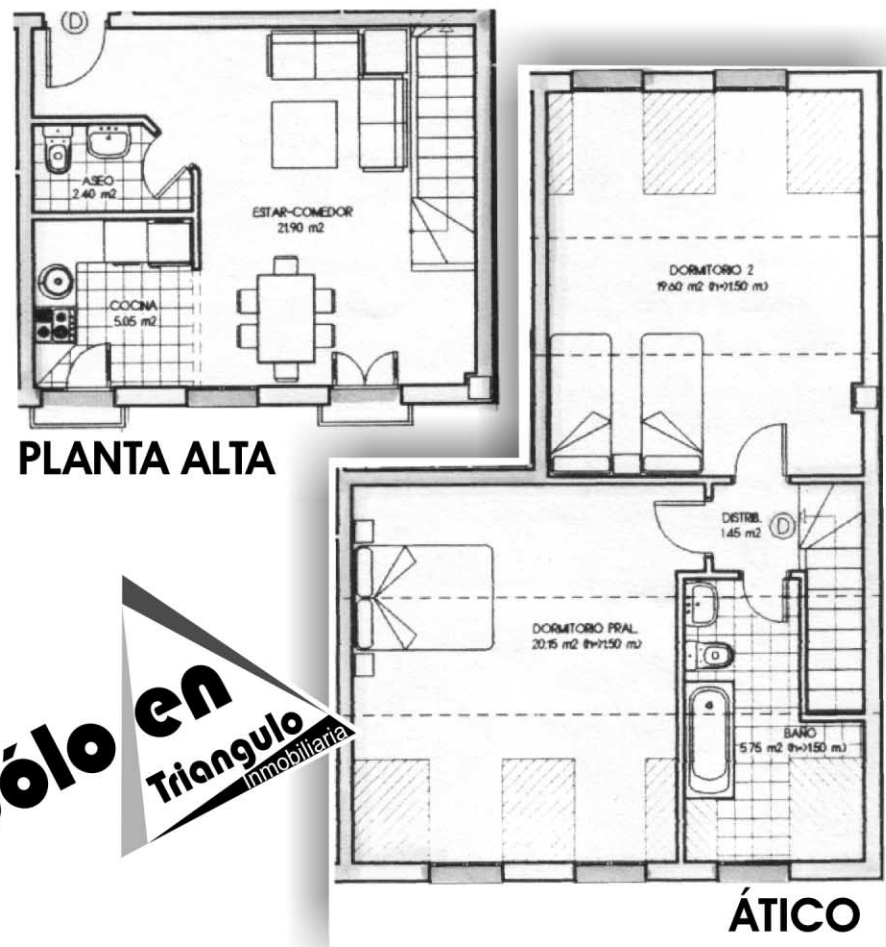 D
ASEO
2.40 m2
ESTAR-COMEDOR
21.90 m2
COCINA
5.05 m2
PLANTA ALTA
DORMITORIO 2
19.60 m2 (h=>1.50 m.)
DISTRIB.
1.45 m2
D
DORMITORIO PRAL.
20.15 m2 (h=>1.50 m.)
BAÑO
5.75 m2 (h=>1.50 m.)
ÁTICO
ólo en
Triangulo
inmobiliaria